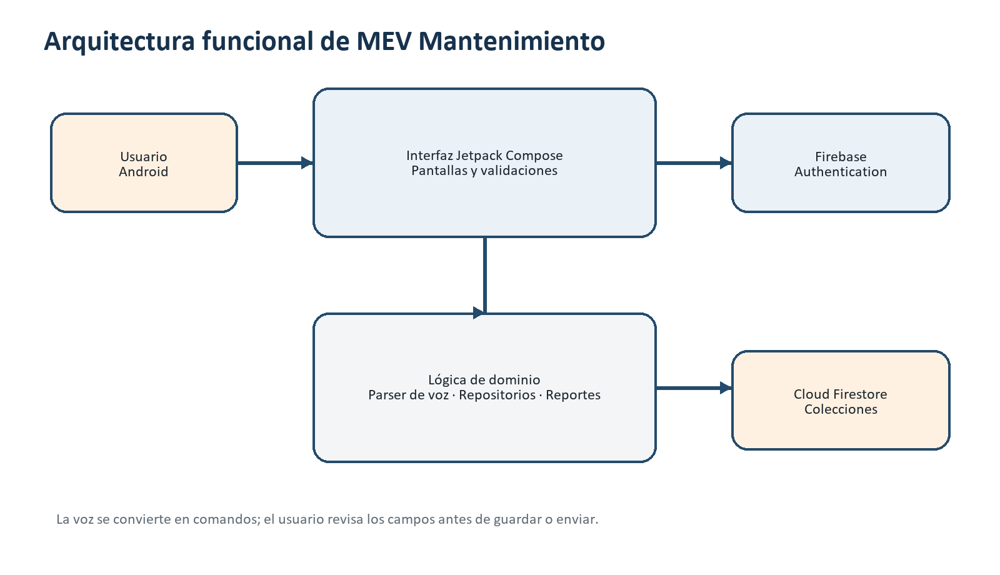 Arquitectura funcional de MEV Mantenimiento
Usuario
Android
Interfaz Jetpack Compose
Pantallas y validaciones
Firebase
Authentication
Lógica de dominio
Parser de voz · Repositorios · Reportes
Cloud Firestore
Colecciones
La voz se convierte en comandos; el usuario revisa los campos antes de guardar o enviar.